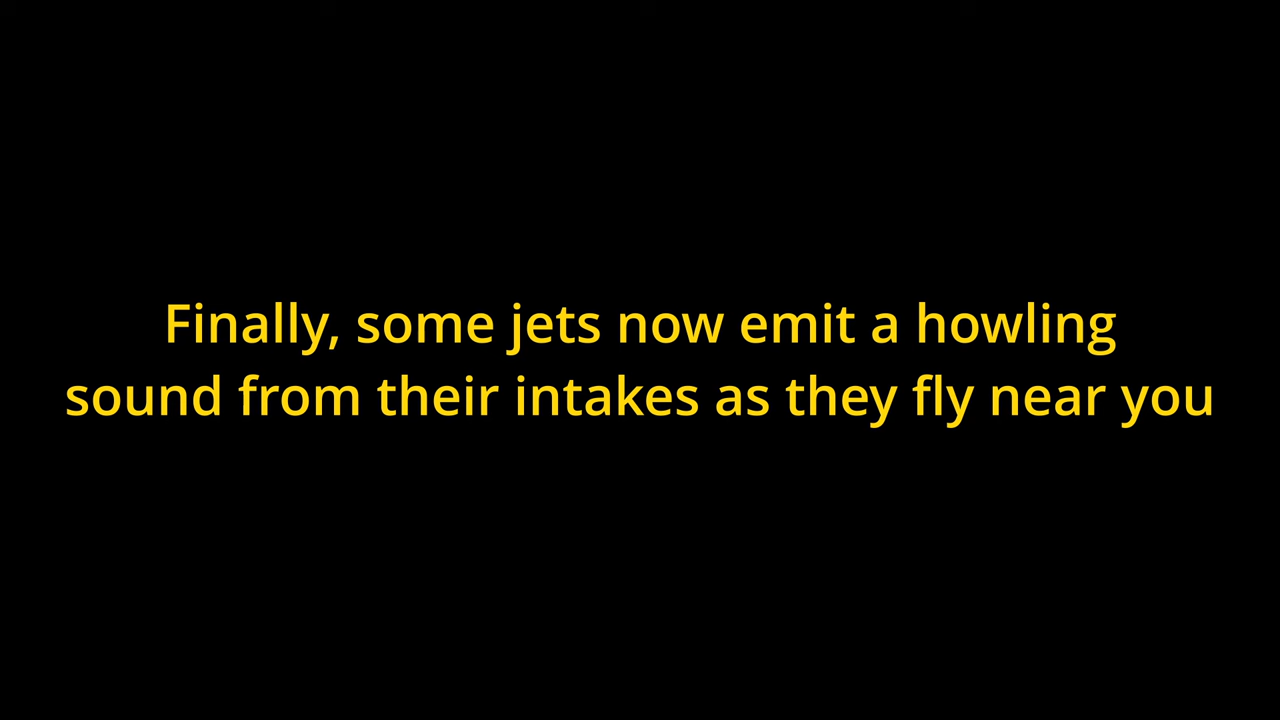 Finally, some jets now emit a howling
sound from their intakes as they fly near you